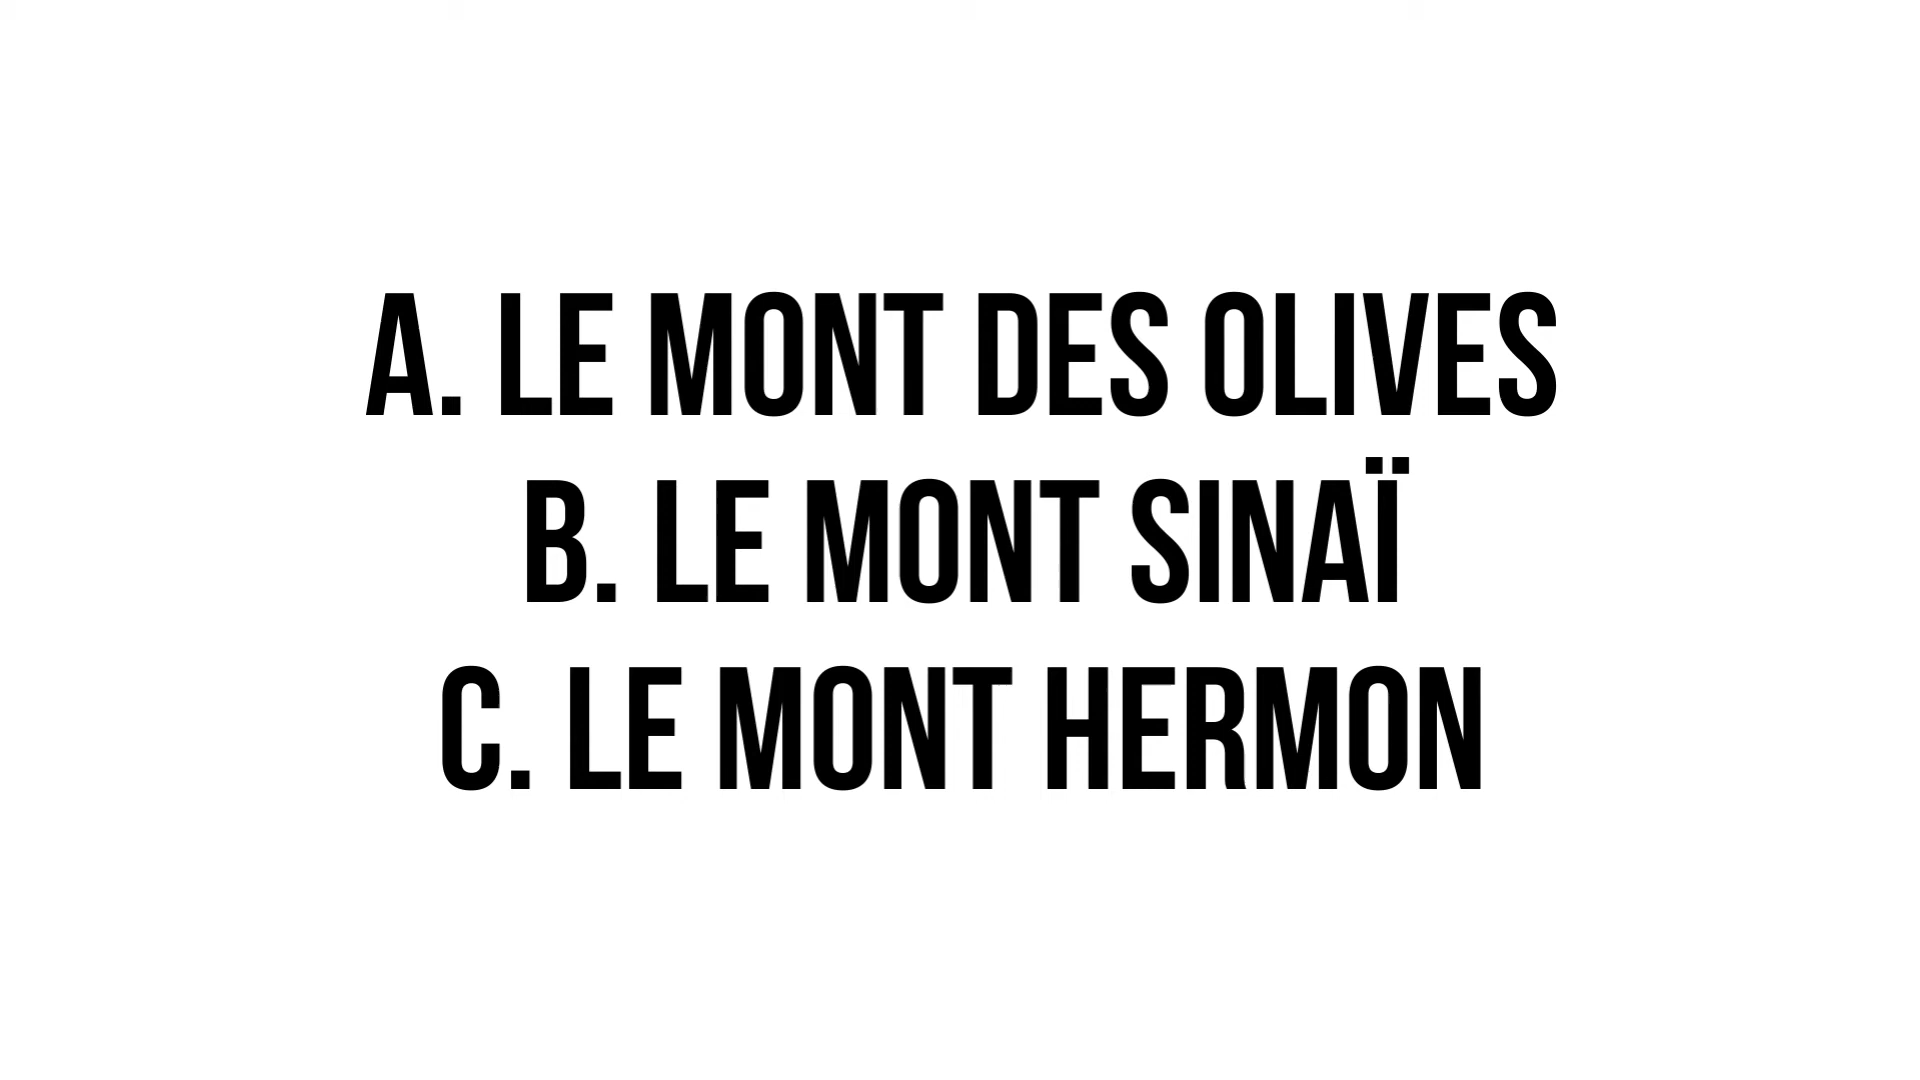 A. LE MONT DES OLIVES
B. LE MONT SINAÏ
C. LE MONT HERMON